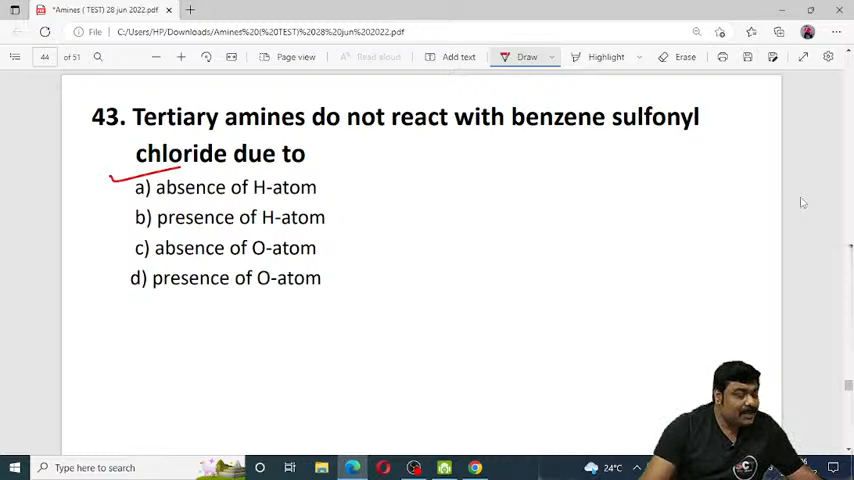 *Amines ( TEST) 28 jun 2022.pdf
File
C:/Users/HP/Downloads/Amines%20(%20TEST)%2028%20jun%202022.pdf
44 of 51
Page view
Read aloud
Add text
Draw
Highlight
Erase
43. Tertiary amines do not react with benzene sulfonyl
chloride due to
a) absence of H-atom
b) presence of H-atom
c) absence of O-atom
d) presence of O-atom
Type here to search
24°C